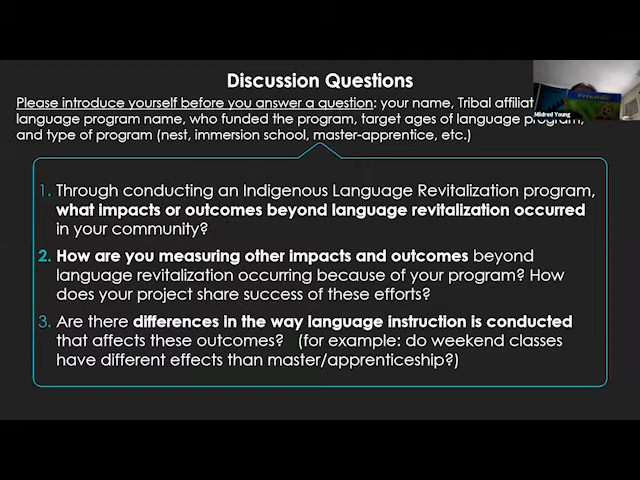 Discussion Questions
Please introduce yourself before you answer a question: your name, Tribal
language program name, who funded the program, target ages of language program,
and type of program (nest, immersion school, master-apprentice, etc.)
1. Through conducting an Indigenous Language Revitalization program,
what impacts or outcomes beyond language revitalization occurred
in your community?
2. How are you measuring other impacts and outcomes beyond
language revitalization occurring because of your program? How
does your project share success of these efforts?
3. Are there differences in the way language instruction is conducted
that affects these outcomes? (for example: do weekend classes
have different effects than master/apprenticeship?)
Friends
Mildred Young